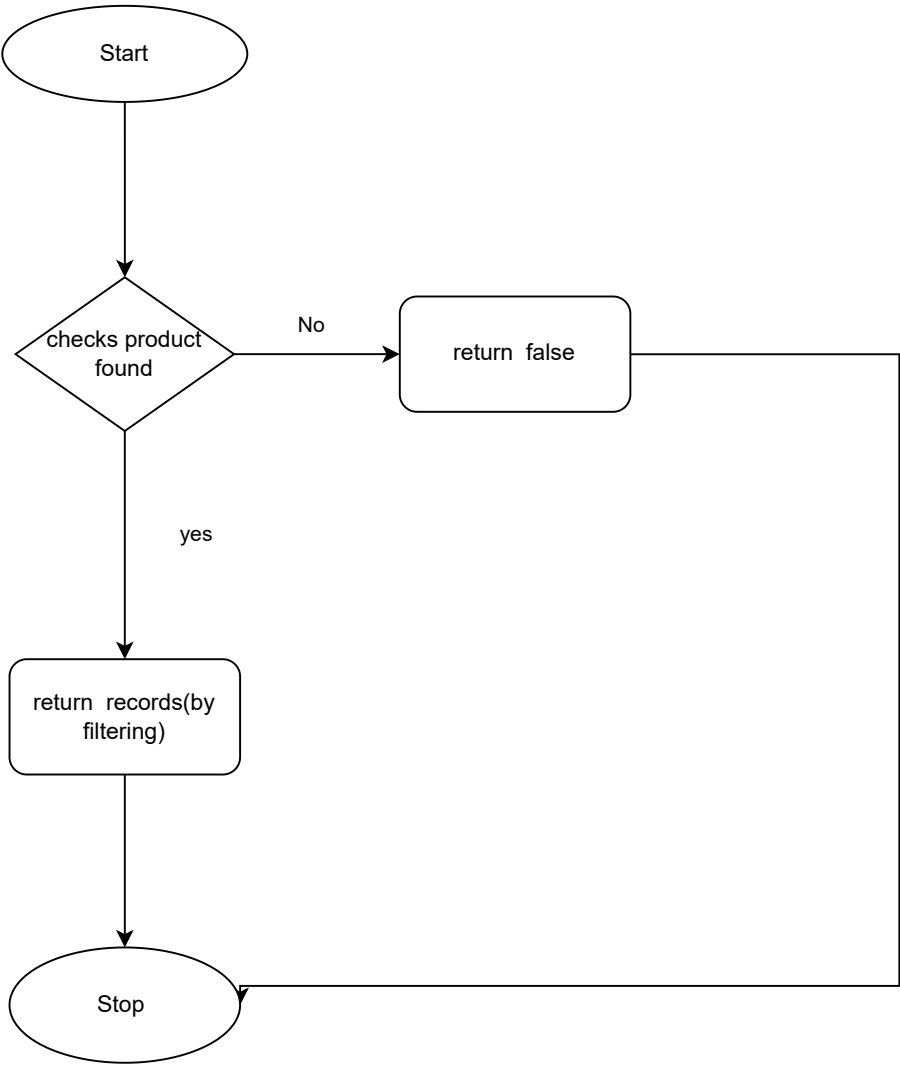 Start
checks product
found
No
return  false
yes
return  records(by
filtering)
Stop